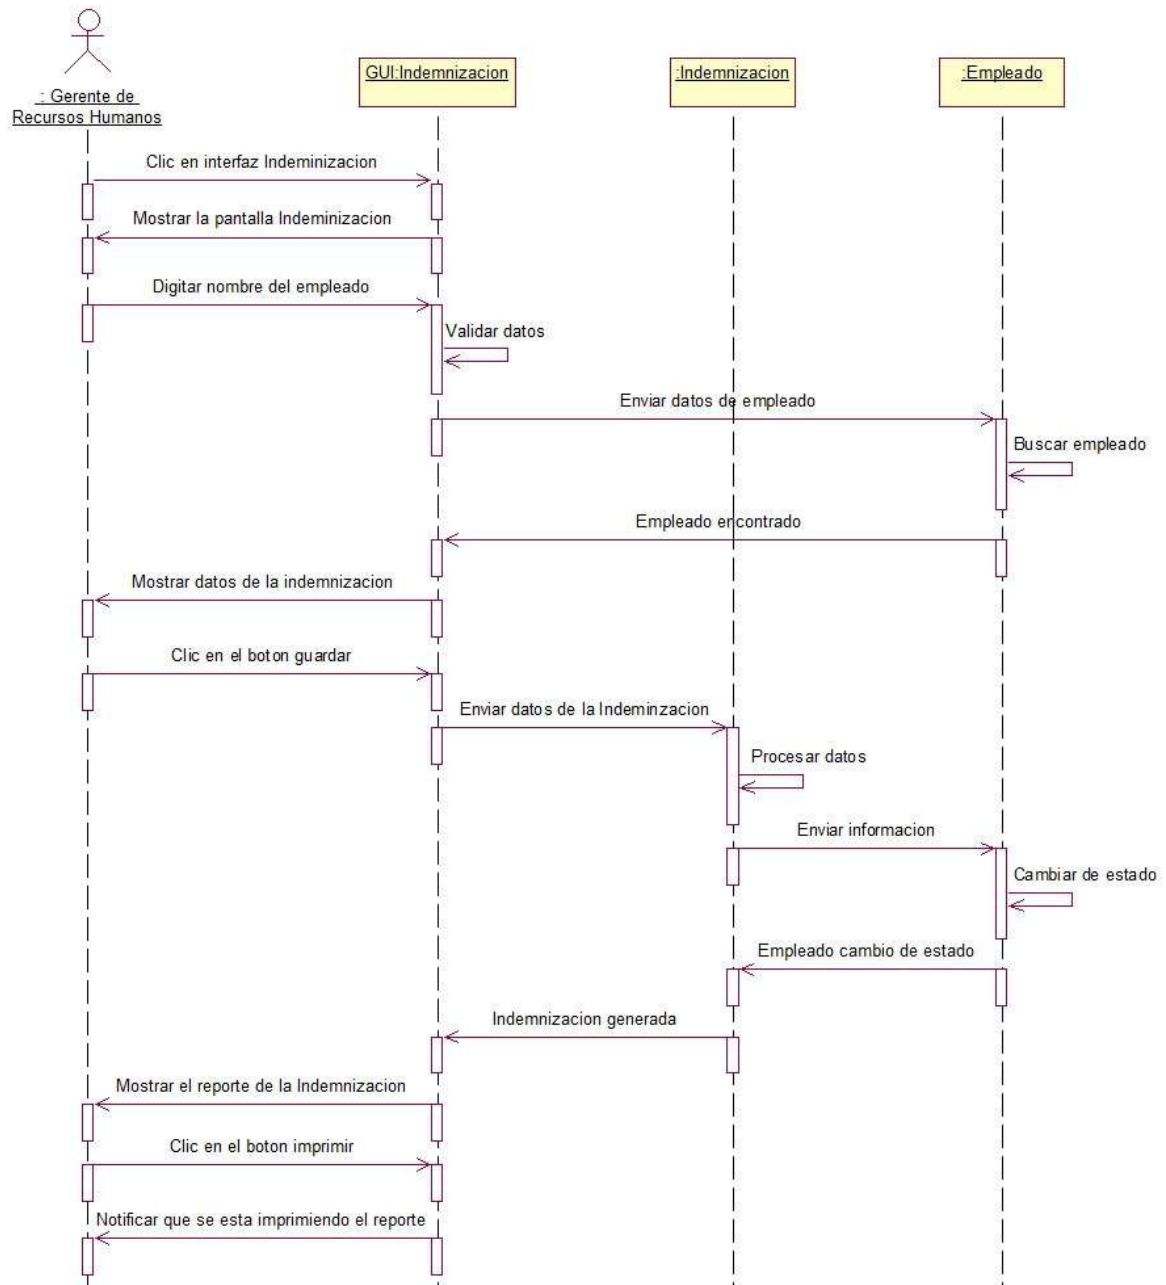 : Gerente de
Recursos Humanos
GUI:Indemnizacion
:Indemnizacion
:Empleado
Clic en interfaz Indeminizacion
Mostrar la pantalla Indeminizacion
Digitar nombre del empleado
Validar datos
Enviar datos de empleado
Buscar empleado
Empleado encontrado
Mostrar datos de la indemnizacion
Clic en el boton guardar
Enviar datos de la Indeminzacion
Procesar datos
Enviar informacion
Cambiar de estado
Empleado cambio de estado
Indemnizacion generada
Mostrar el reporte de la Indemnizacion
Clic en el boton imprimir
Notificar que se esta imprimiendo el reporte